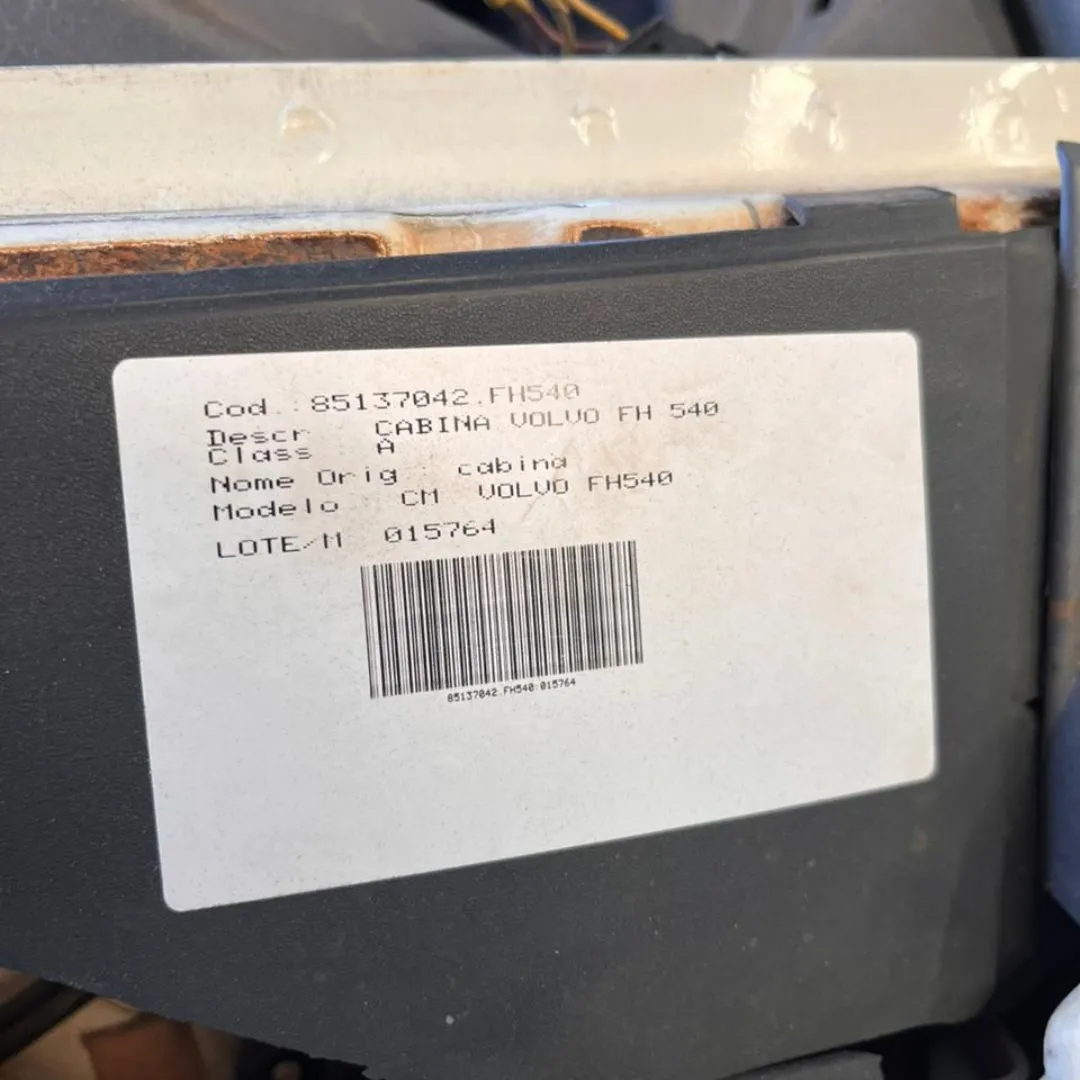 Cod.:85137042.FH540
Descr CABINA VOLVO FH 540
Class A
Nome Orig cabina
Modelo CM VOLVO FH540
LOTE/M 015764
85137042.FH540:015764